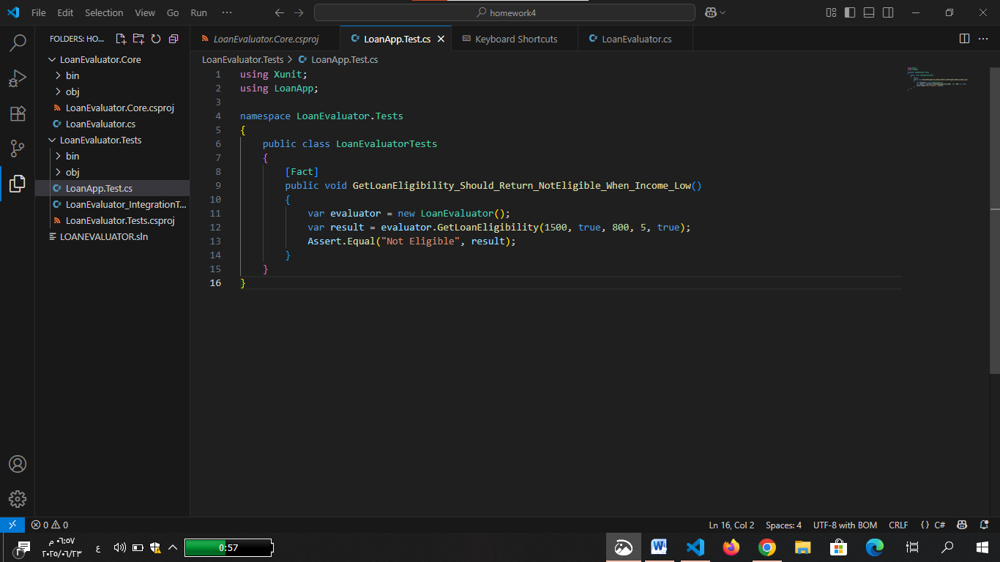 File Edit Selection View Go Run ··· homework4
FOLDERS: HO...
LoanEvaluator.Core
bin
obj
LoanEvaluator.Core.csproj
LoanEvaluator.cs
LoanEvaluator.Tests
bin
obj
LoanApp.Test.cs
LoanEvaluator_IntegrationT...
LoanEvaluator.Tests.csproj
LOANEVALUATOR.sln
LoanEvaluator.Core.csproj LoanApp.Test.cs Keyboard Shortcuts LoanEvaluator.cs
LoanEvaluator.Tests > LoanApp.Test.cs
1 using Xunit;
2 using LoanApp;
3
4 namespace LoanEvaluator.Tests
5 {
6 public class LoanEvaluatorTests
7 {
8 [Fact]
9 public void GetLoanEligibility_Should_Return_NotEligible_When_Income_Low()
10 {
11 var evaluator = new LoanEvaluator();
12 var result = evaluator.GetLoanEligibility(1500, true, 800, 5, true);
13 Assert.Equal("Not Eligible", result);
14 }
15 }
16 }
0 0 Ln 16, Col 2 Spaces: 4 UTF-8 with BOM CRLF {} C#
٠٦:٥٧ م
٢٠٢٥/٠٦/٢٣
ع
0:57